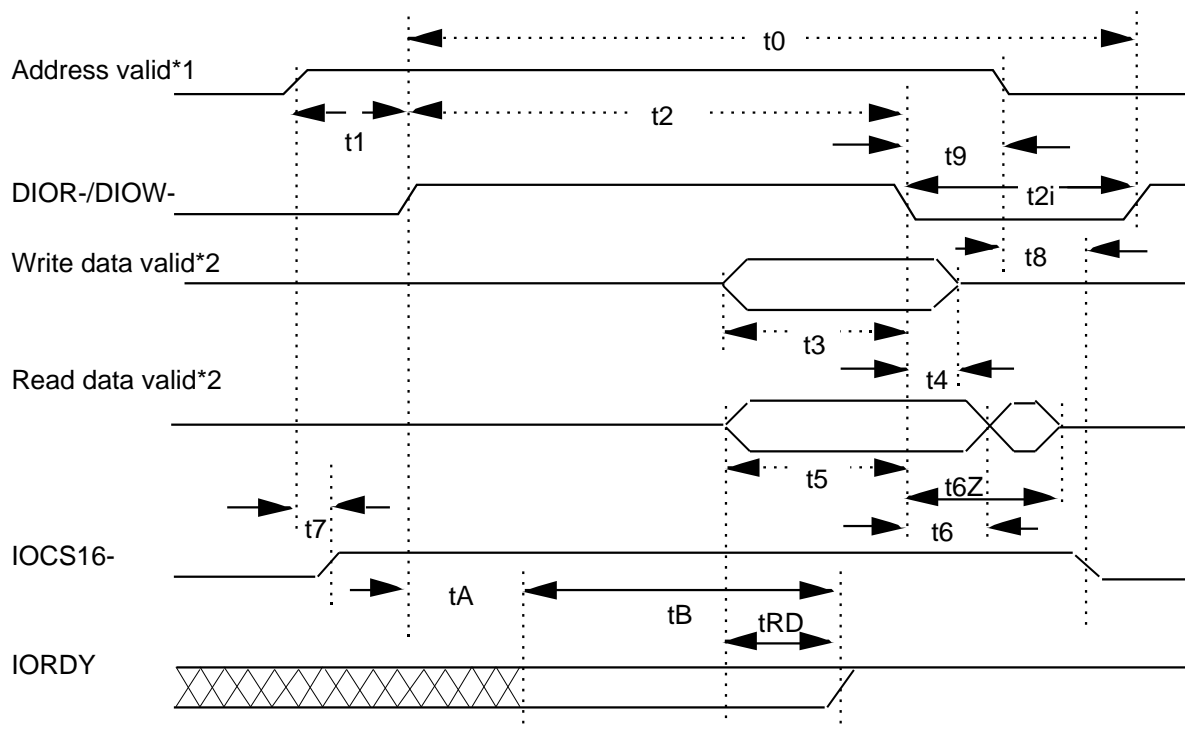 t0
Address valid*1
t1
t2
t9
DIOR-/DIOW-
t2i
Write data valid*2
t8
t3
t4
Read data valid*2
t5
t6Z
t7
t6
IOCS16-
tA
tB
tRD
IORDY